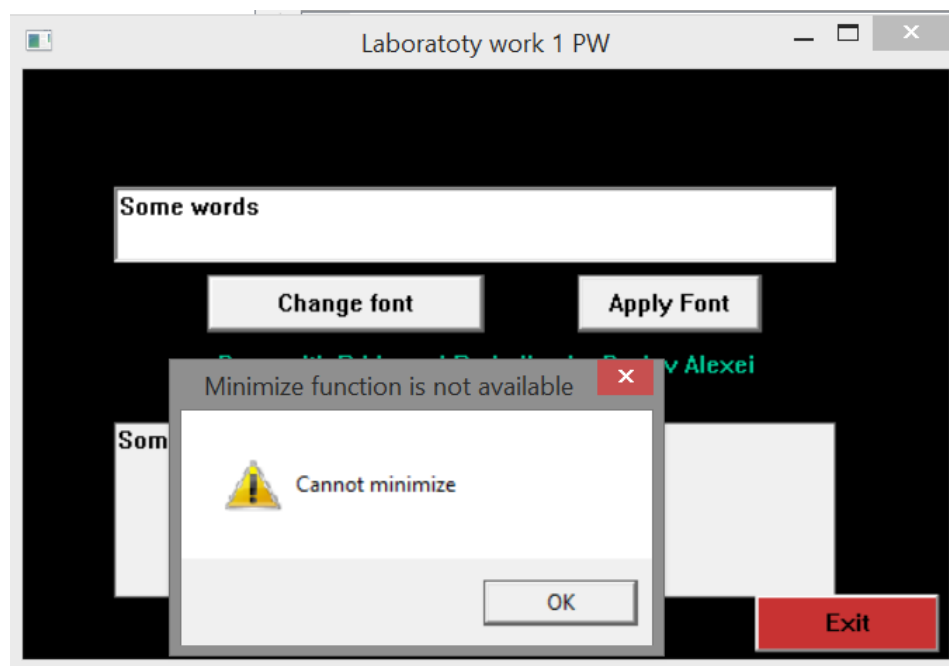 Laboratoty work 1 PW
Some words
Change font
Apply Font
Alexei
Minimize function is not available
Som
Cannot minimize
OK
Exit